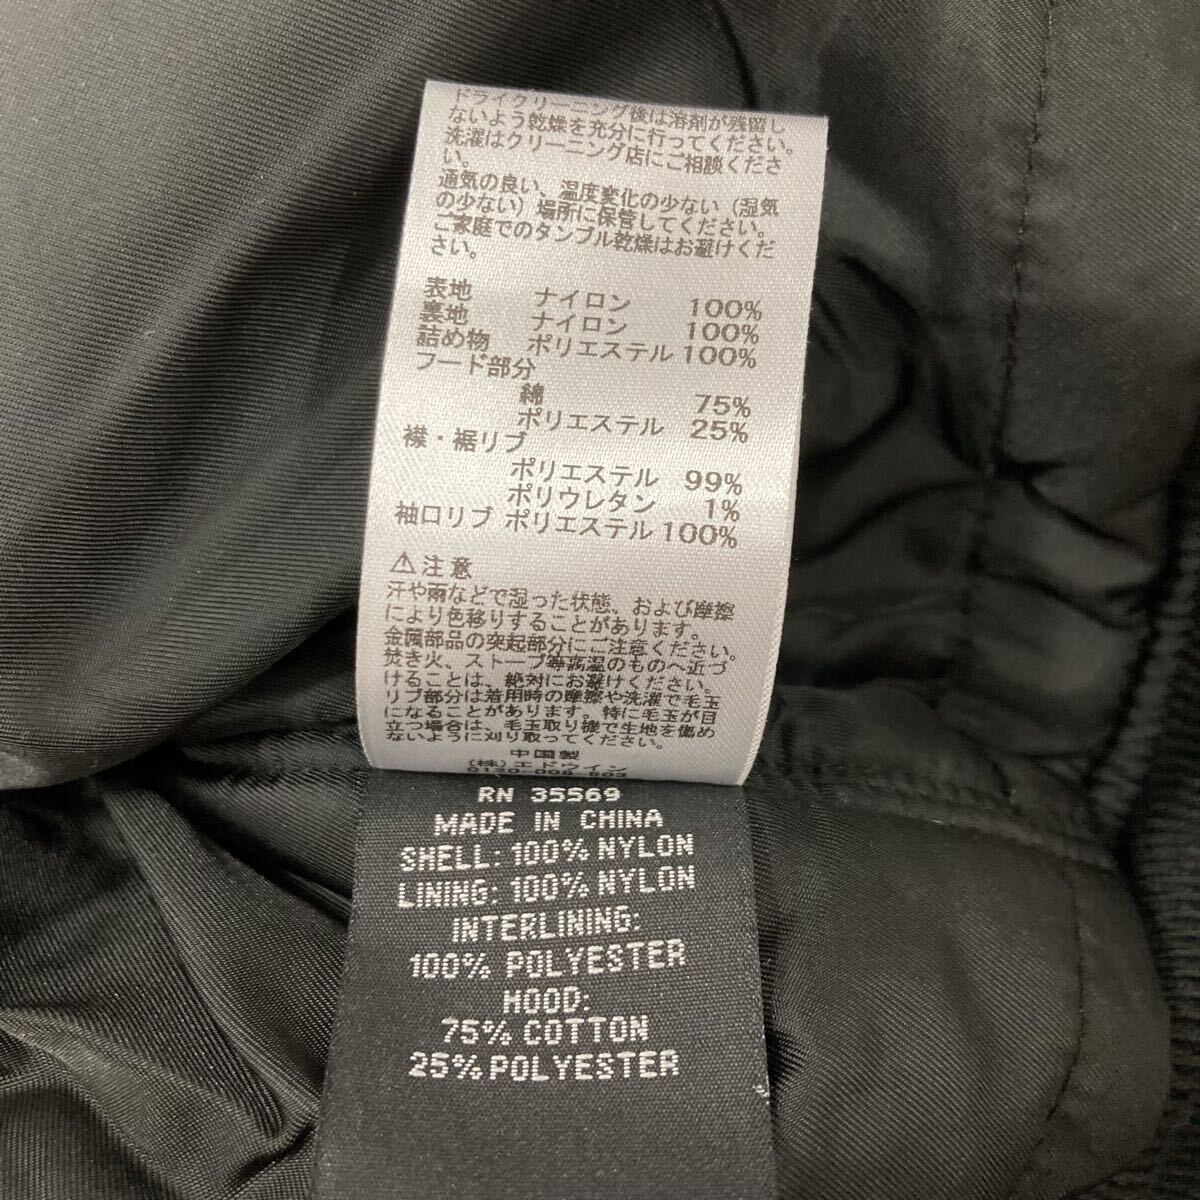 ドライクリーニング後は溶剤が残留し
ないよう乾燥を充分に行ってください。
洗濯はクリーニング店にご相談くださ
い。
通気の良い、温度変化の少ない（湿気
の少ない）場所に保管してください。
ご家庭でのタンブル乾燥はお避けくだ
さい。
表地 ナイロン 100%
裏地 ナイロン 100%
詰め物 ポリエステル 100%
フード部分
綿 75%
ポリエステル 25%
襟・裾リブ
ポリエステル 99%
ポリウレタン 1%
袖口リブ ポリエステル 100%
⚠注意
汗や雨などで湿った状態、および摩擦
により色移りすることがあります。
金属部品の突起部分にご注意ください。
焚き火、ストーブ等高温のものへ近づ
けることは、絶対にお避けください。
リブ部分は着用時の摩擦や洗濯で毛玉
になることがあります。特に毛玉が目
立つ場合は、毛玉取り機で生地を傷め
ないように刈り取ってください。
中国製
(株)エドウイン
0120-008-503
RN 35569
MADE IN CHINA
SHELL: 100% NYLON
LINING: 100% NYLON
INTERLINING:
100% POLYESTER
HOOD:
75% COTTON
25% POLYESTER